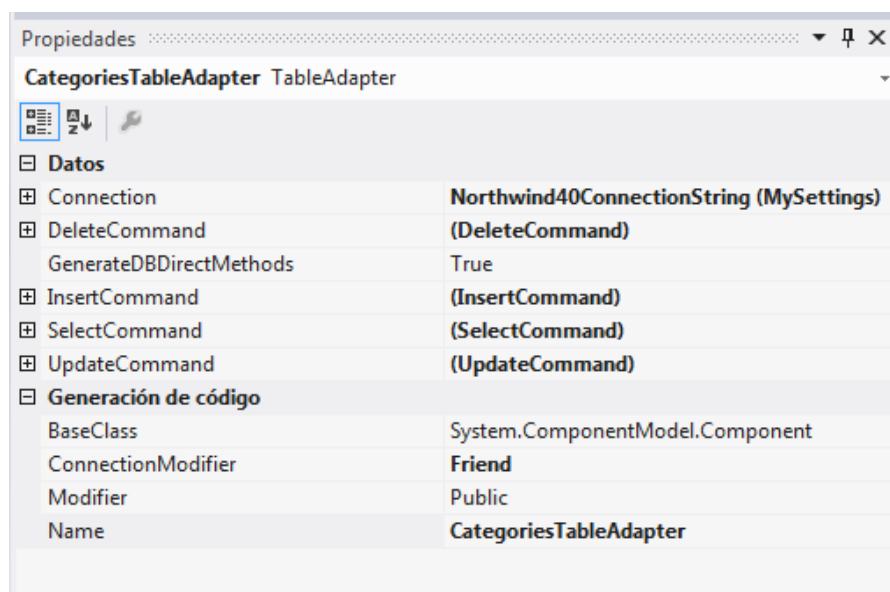 Propiedades
CategoriesTableAdapter TableAdapter
Datos
Connection Northwind40ConnectionString (MySettings)
DeleteCommand (DeleteCommand)
GenerateDBDirectMethods True
InsertCommand (InsertCommand)
SelectCommand (SelectCommand)
UpdateCommand (UpdateCommand)
Generación de código
BaseClass System.ComponentModel.Component
ConnectionModifier Friend
Modifier Public
Name CategoriesTableAdapter